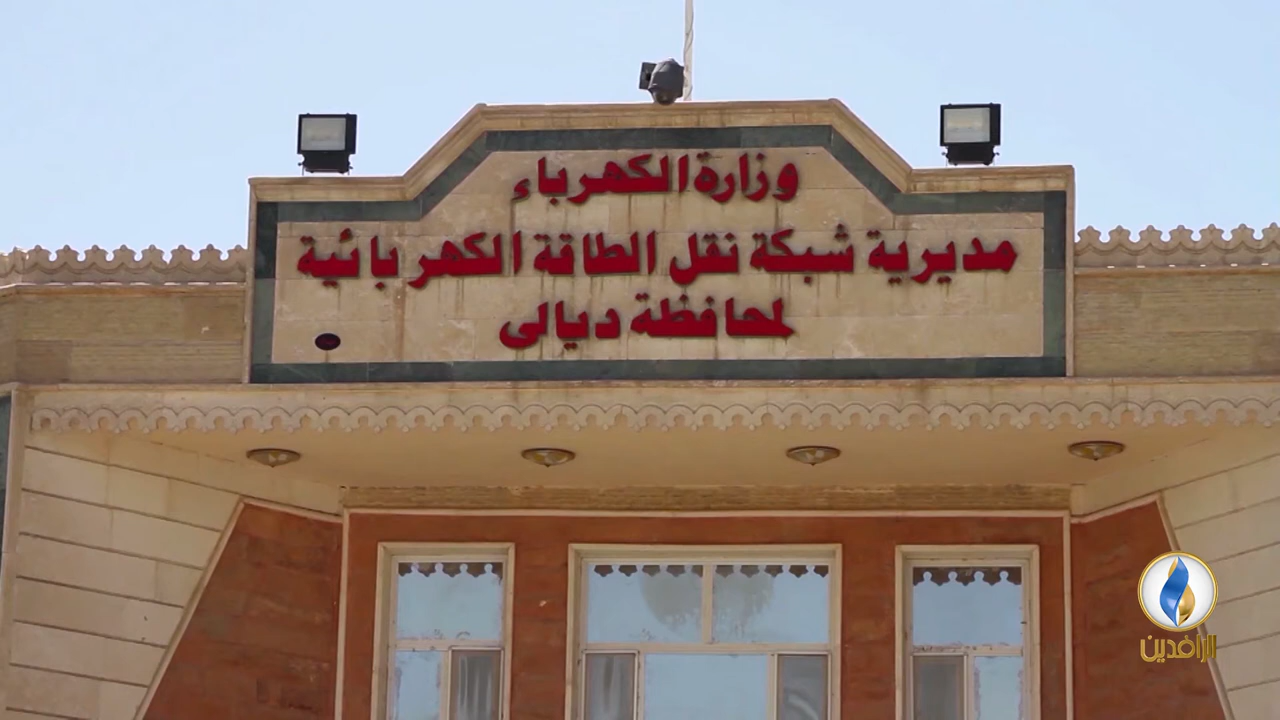 وزارة الكهرباء
مديرية شبكة نقل الطاقة الكهربائية
لمحافظة ديالى
الرافدين